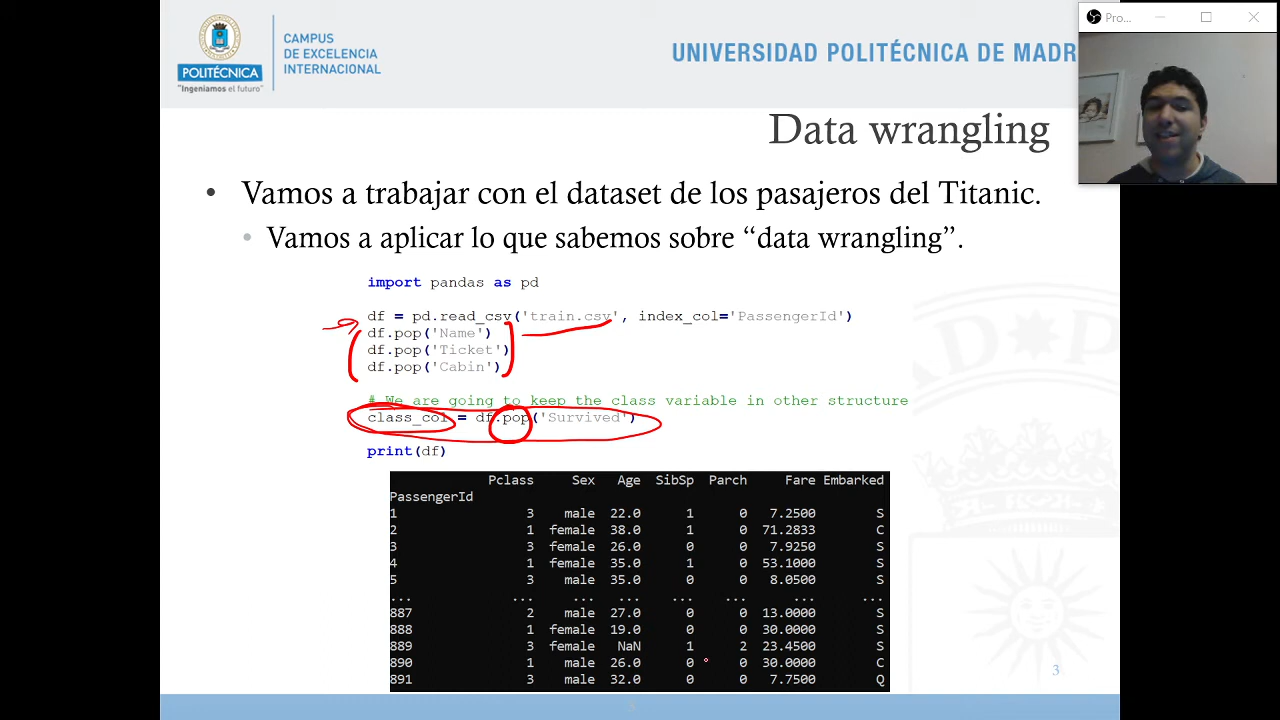 POLITÉCNICA
"Ingeniamos el futuro"
CAMPUS
DE EXCELENCIA
INTERNACIONAL
UNIVERSIDAD POLITÉCNICA DE MADR
Pro...
Data wrangling
• Vamos a trabajar con el dataset de los pasajeros del Titanic.
• Vamos a aplicar lo que sabemos sobre “data wrangling”.
import pandas as pd
df = pd.read_csv('train.csv', index_col='PassengerId')
df.pop('Name')
df.pop('Ticket')
df.pop('Cabin')
# We are going to keep the class variable in other structure
class_col = df.pop('Survived')
print(df)
Pclass Sex Age SibSp Parch Fare Embarked
PassengerId
1 3 male 22.0 1 0 7.2500 S
2 1 female 38.0 1 0 71.2833 C
3 3 female 26.0 0 0 7.9250 S
4 1 female 35.0 1 0 53.1000 S
5 3 male 35.0 0 0 8.0500 S
... ... ... ... ... ... ... ...
887 2 male 27.0 0 0 13.0000 S
888 1 female 19.0 0 0 30.0000 S
889 3 female NaN 1 2 23.4500 S
890 1 male 26.0 0 0 30.0000 C
891 3 male 32.0 0 0 7.7500 Q
3
3